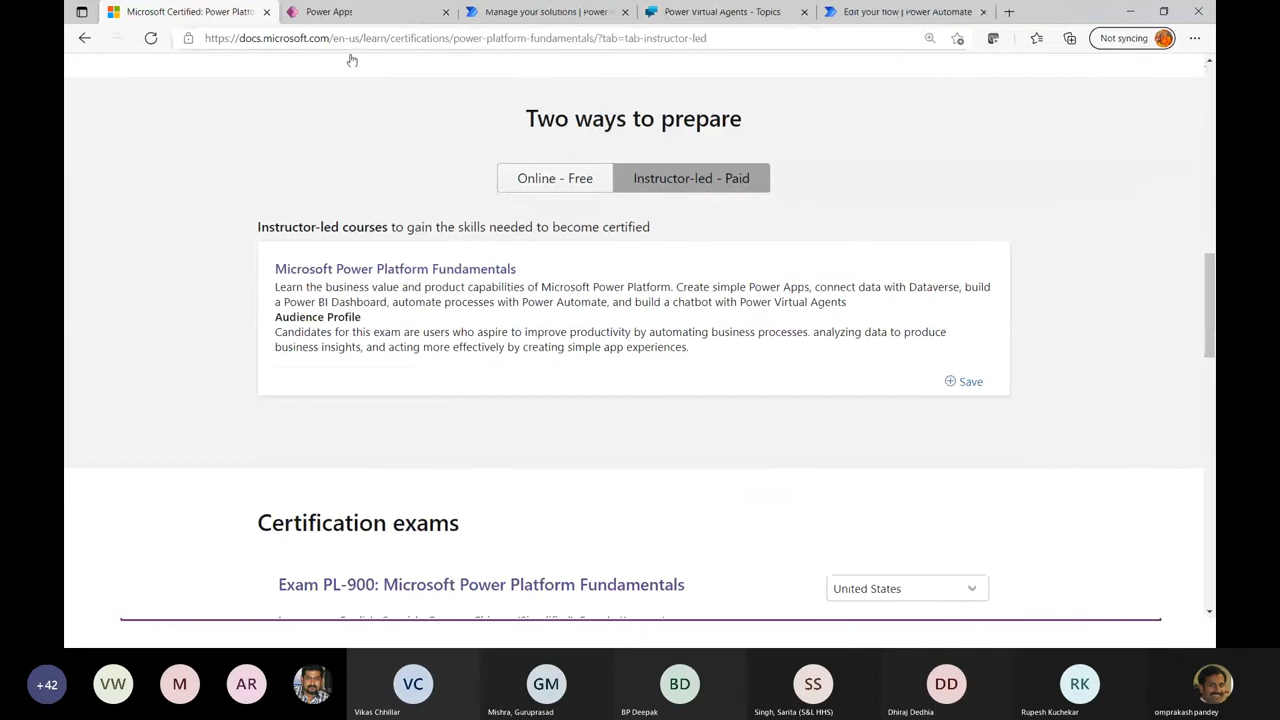 Microsoft Certified: Power Platfo
Power Apps
Manage your solutions | Power A
Power Virtual Agents - Topics
Edit your flow | Power Automate
https://docs.microsoft.com/en-us/learn/certifications/power-platform-fundamentals/?tab=tab-instructor-led
Not syncing
Two ways to prepare
Online - Free
Instructor-led - Paid
Instructor-led courses to gain the skills needed to become certified
Microsoft Power Platform Fundamentals
Learn the business value and product capabilities of Microsoft Power Platform. Create simple Power Apps, connect data with Dataverse, build
a Power BI Dashboard, automate processes with Power Automate, and build a chatbot with Power Virtual Agents
Audience Profile
Candidates for this exam are users who aspire to improve productivity by automating business processes. analyzing data to produce
business insights, and acting more effectively by creating simple app experiences.
Save
Certification exams
Exam PL-900: Microsoft Power Platform Fundamentals
United States
+42
VW
M
AR
VC
GM
BD
SS
DD
RK
Vikas Chhillar
Mishra, Guruprasad
BP Deepak
Singh, Sarita (S&L HHS)
Dhiraj Dedhia
Rupesh Kuchekar
omprakash pandey